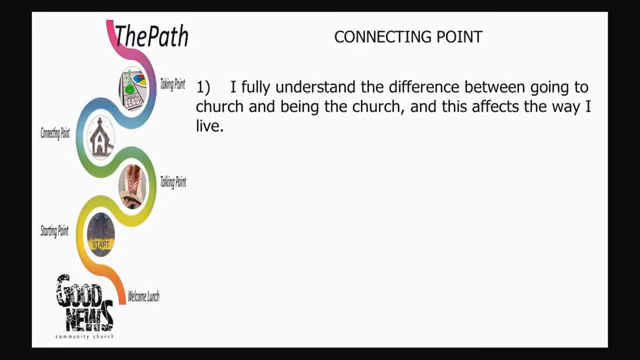 ThePath
CONNECTING POINT
Taking Point
1) I fully understand the difference between going to
church and being the church, and this affects the way I
live.
Connecting Point
Talking Point
Starting Point
START
Welcome Lunch
GOOD
NEWS
community church